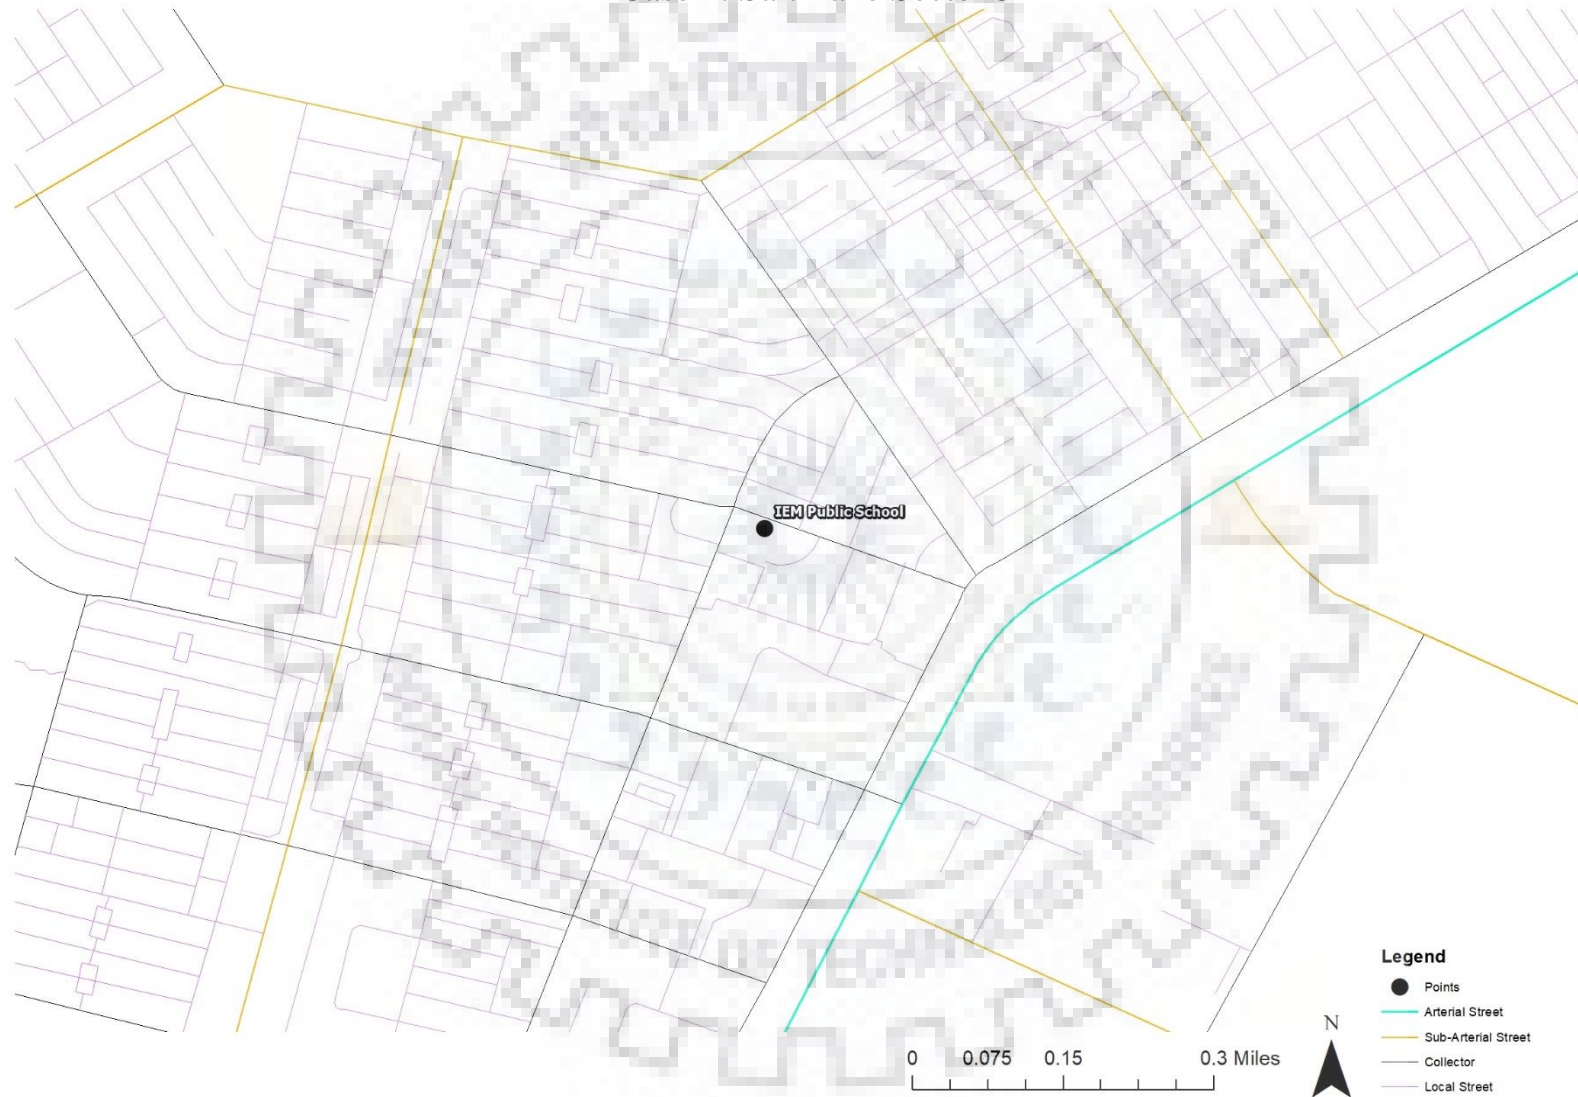 IEM Public School
Legend
Points
Arterial Street
Sub-Arterial Street
Collector
Local Street
N
0 0.075 0.15 0.3 Miles